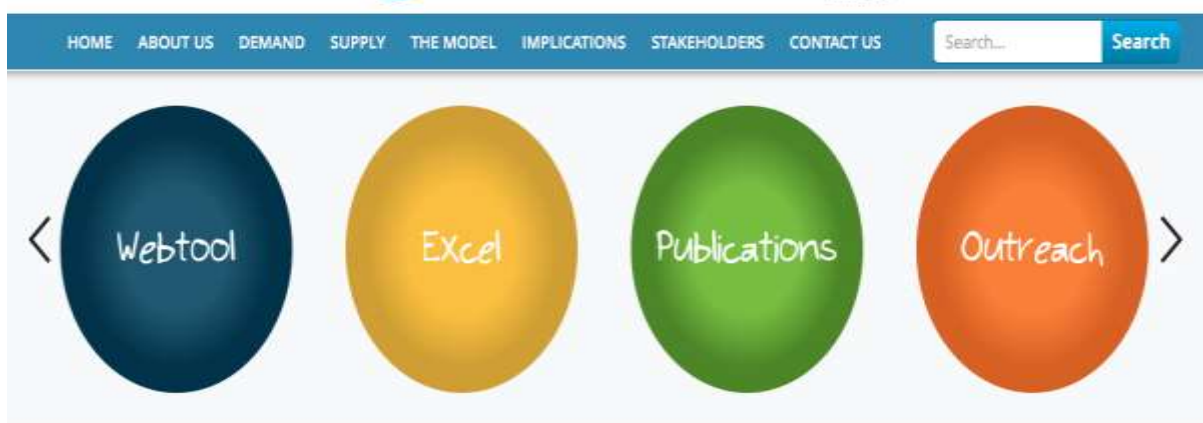 HOME ABOUT US DEMAND SUPPLY THE MODEL IMPLICATIONS STAKEHOLDERS CONTACT US Search... Search
Webtool EXcel Publications Outreach